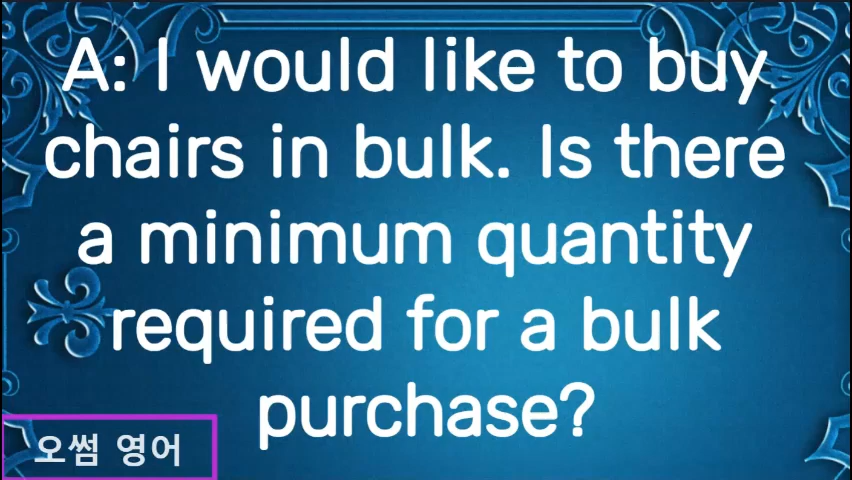 A: I would like to buy
chairs in bulk. Is there
a minimum quantity
required for a bulk
purchase?
오썸 영어